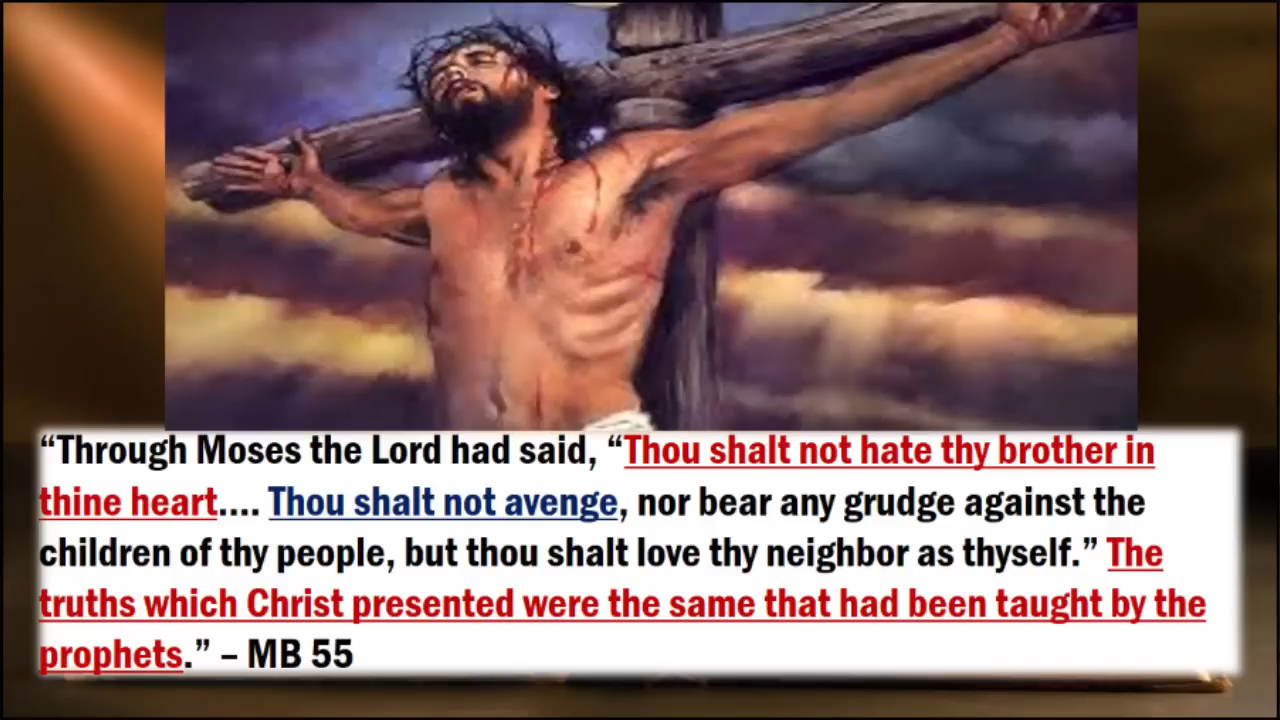 “Through Moses the Lord had said, “Thou shalt not hate thy brother in
thine heart.... Thou shalt not avenge, nor bear any grudge against the
children of thy people, but thou shalt love thy neighbor as thyself.” The
truths which Christ presented were the same that had been taught by the
prophets.” – MB 55